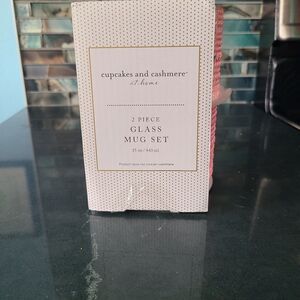 cupcakes and cashmere
at home
2 PIECE
GLASS
MUG SET
15 oz / 443 ml